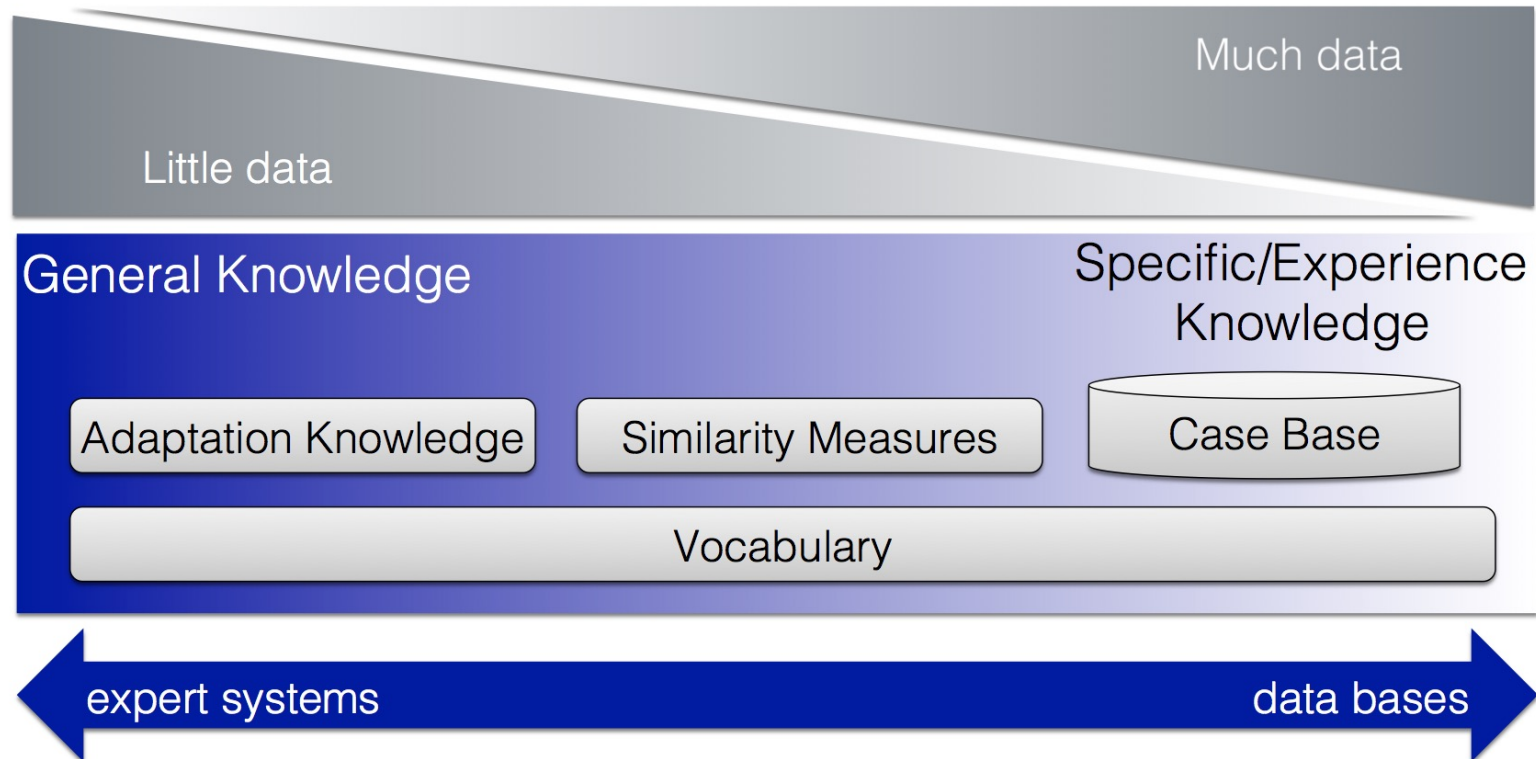 Much data
Little data
General Knowledge
Specific/Experience
Knowledge
Adaptation Knowledge
Similarity Measures
Case Base
Vocabulary
expert systems
data bases